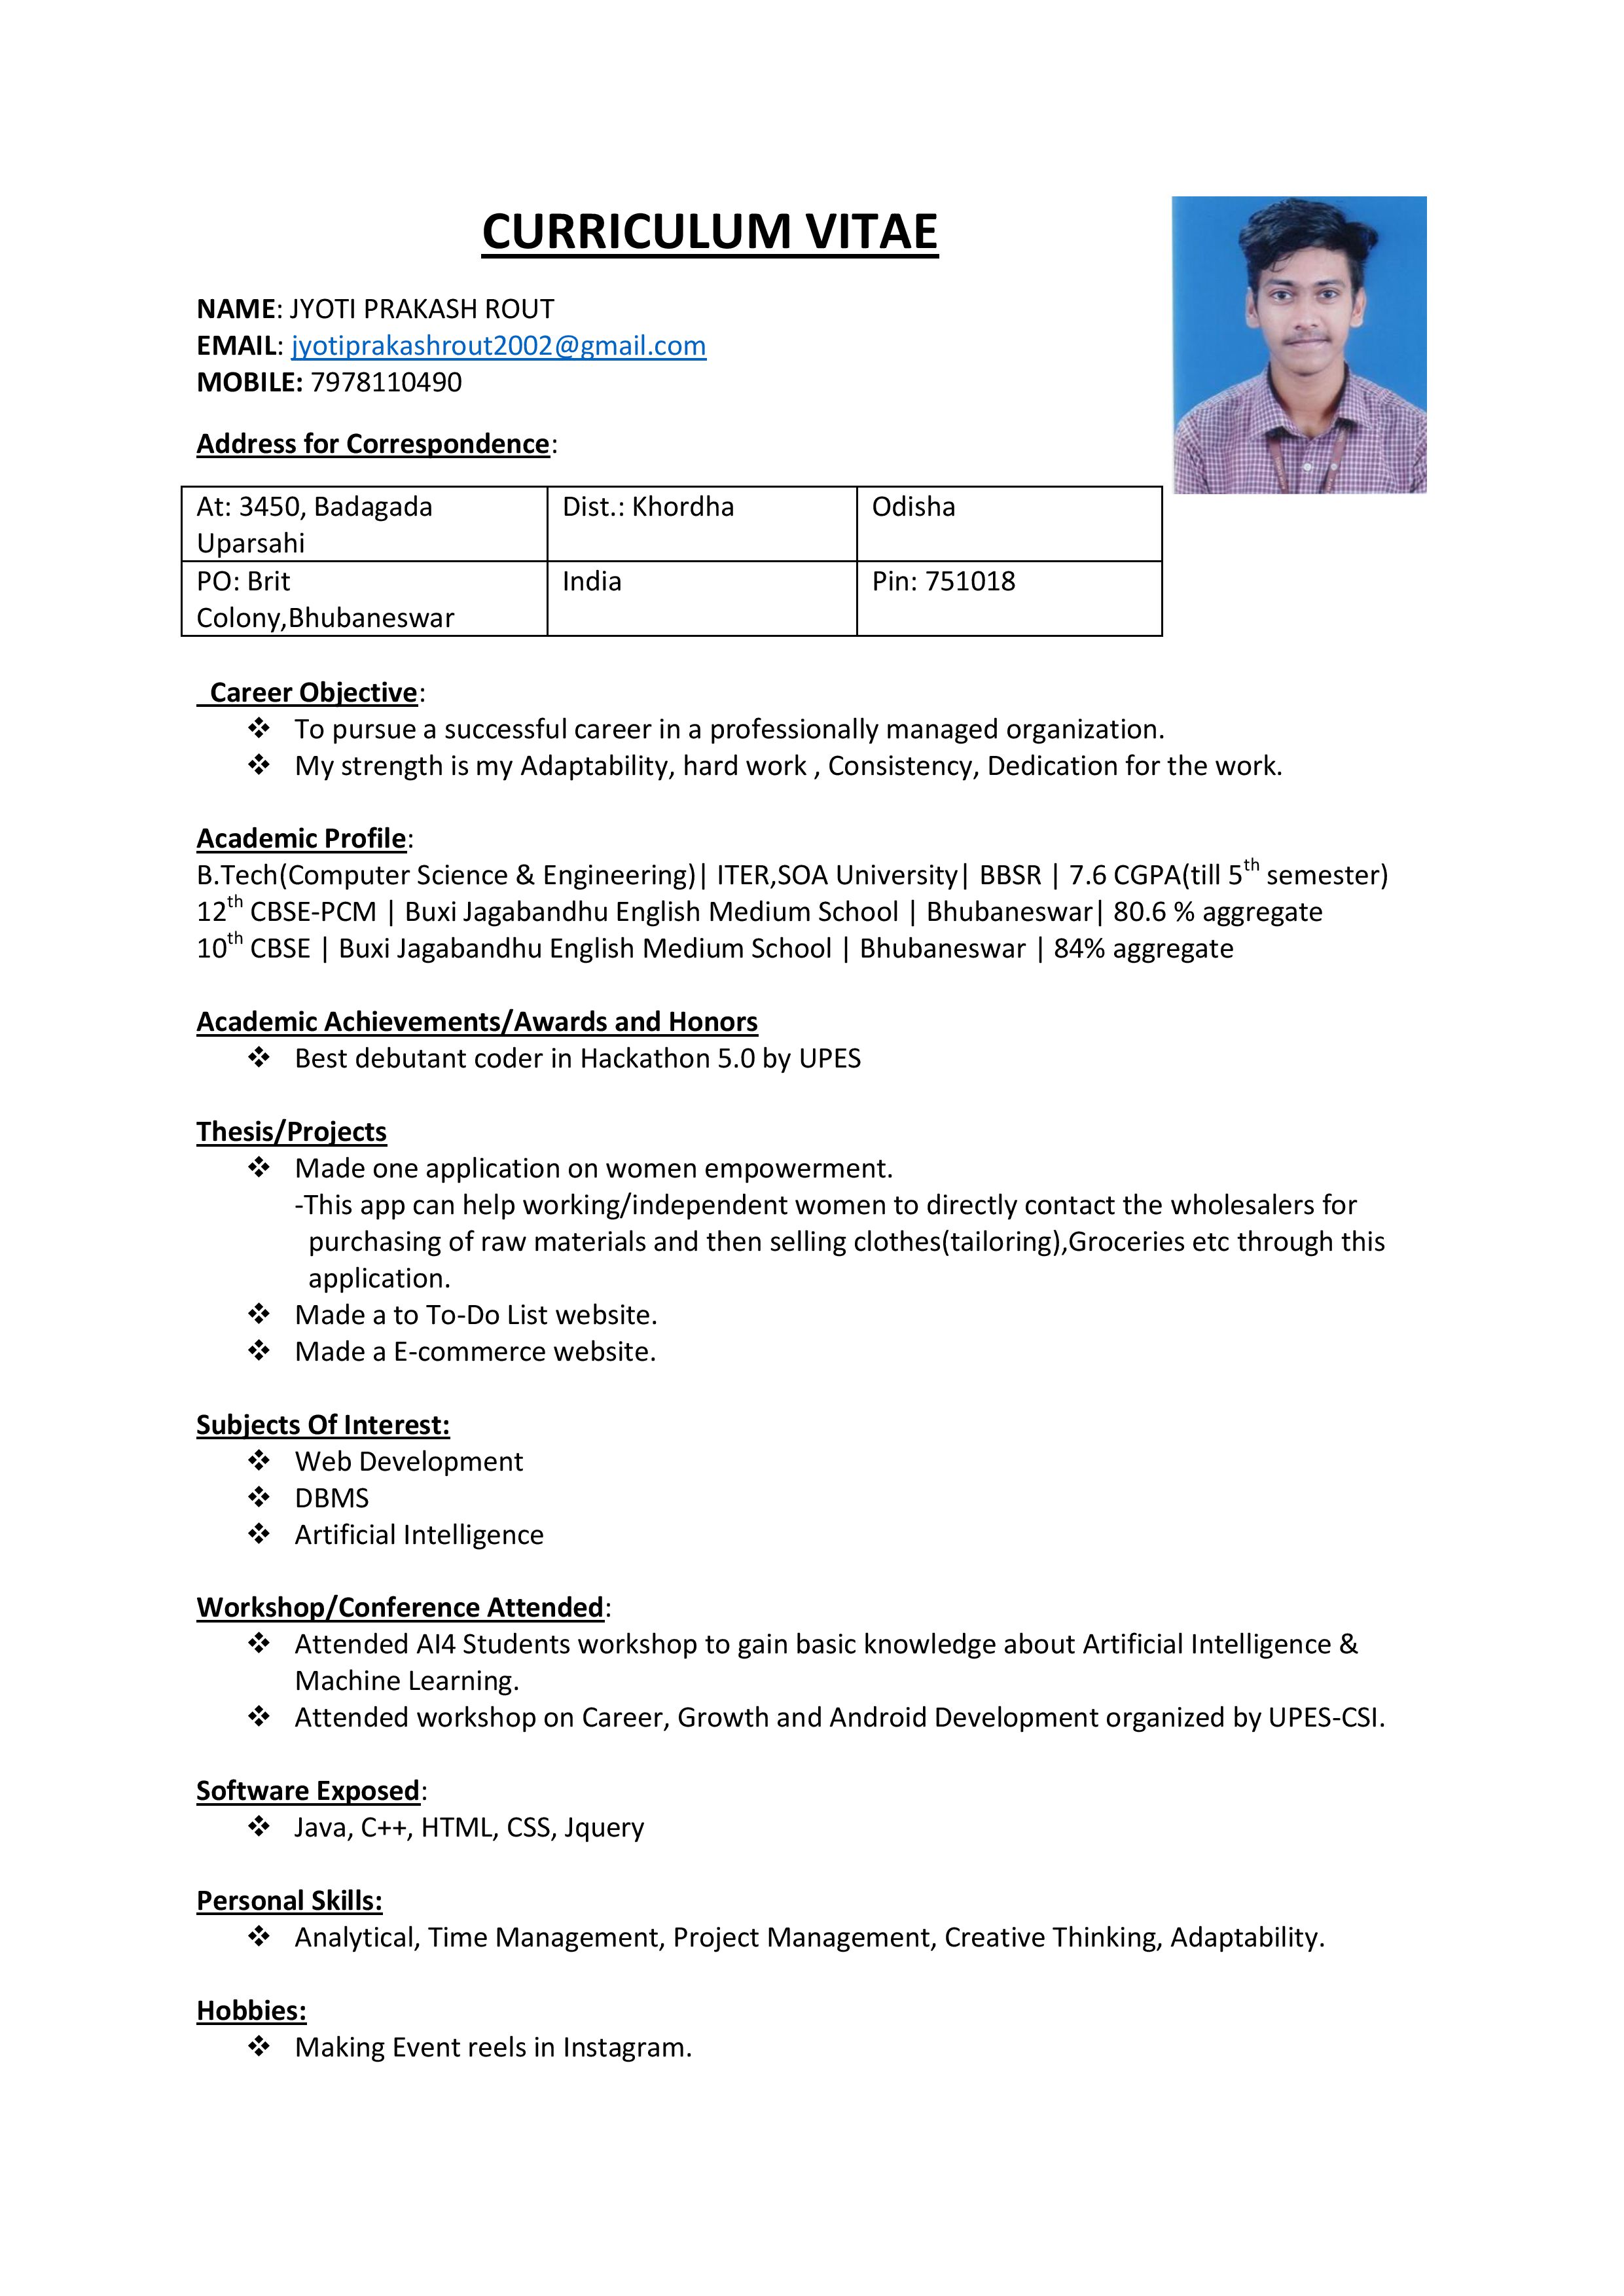 CURRICULUM VITAE
NAME: JYOTI PRAKASH ROUT
EMAIL: jyotiprakashrout2002@gmail.com
MOBILE: 7978110490
Address for Correspondence:
At: 3450, Badagada Uparsahi
Dist.: Khordha
Odisha
PO: Brit Colony,Bhubaneswar
India
Pin: 751018
Career Objective:
❖ To pursue a successful career in a professionally managed organization.
❖ My strength is my Adaptability, hard work , Consistency, Dedication for the work.
Academic Profile:
B.Tech(Computer Science & Engineering)| ITER,SOA University| BBSR | 7.6 CGPA(till 5th semester)
12th CBSE-PCM | Buxi Jagabandhu English Medium School | Bhubaneswar| 80.6 % aggregate
10th CBSE | Buxi Jagabandhu English Medium School | Bhubaneswar | 84% aggregate
Academic Achievements/Awards and Honors
❖ Best debutant coder in Hackathon 5.0 by UPES
Thesis/Projects
❖ Made one application on women empowerment.
-This app can help working/independent women to directly contact the wholesalers for
purchasing of raw materials and then selling clothes(tailoring),Groceries etc through this
application.
❖ Made a to To-Do List website.
❖ Made a E-commerce website.
Subjects Of Interest:
❖ Web Development
❖ DBMS
❖ Artificial Intelligence
Workshop/Conference Attended:
❖ Attended AI4 Students workshop to gain basic knowledge about Artificial Intelligence &
Machine Learning.
❖ Attended workshop on Career, Growth and Android Development organized by UPES-CSI.
Software Exposed:
❖ Java, C++, HTML, CSS, Jquery
Personal Skills:
❖ Analytical, Time Management, Project Management, Creative Thinking, Adaptability.
Hobbies:
❖ Making Event reels in Instagram.